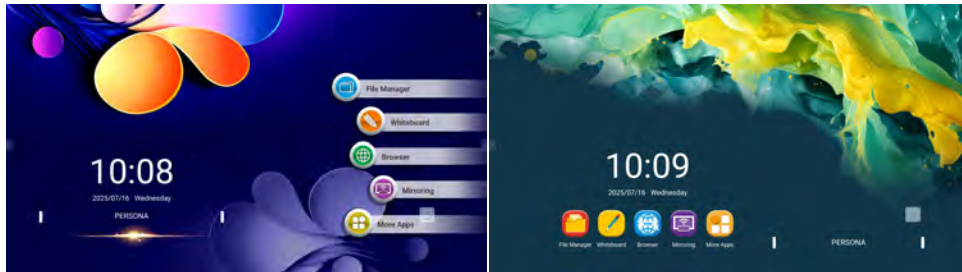 File Manager
Whiteboard
10:08
Browser
2025/07/16 Wednesday
Mirroring
PERSONA
More Apps
10:09
2025/07/16 Wednesday
File Manager Whiteboard Browser Mirroring More Apps
PERSONA